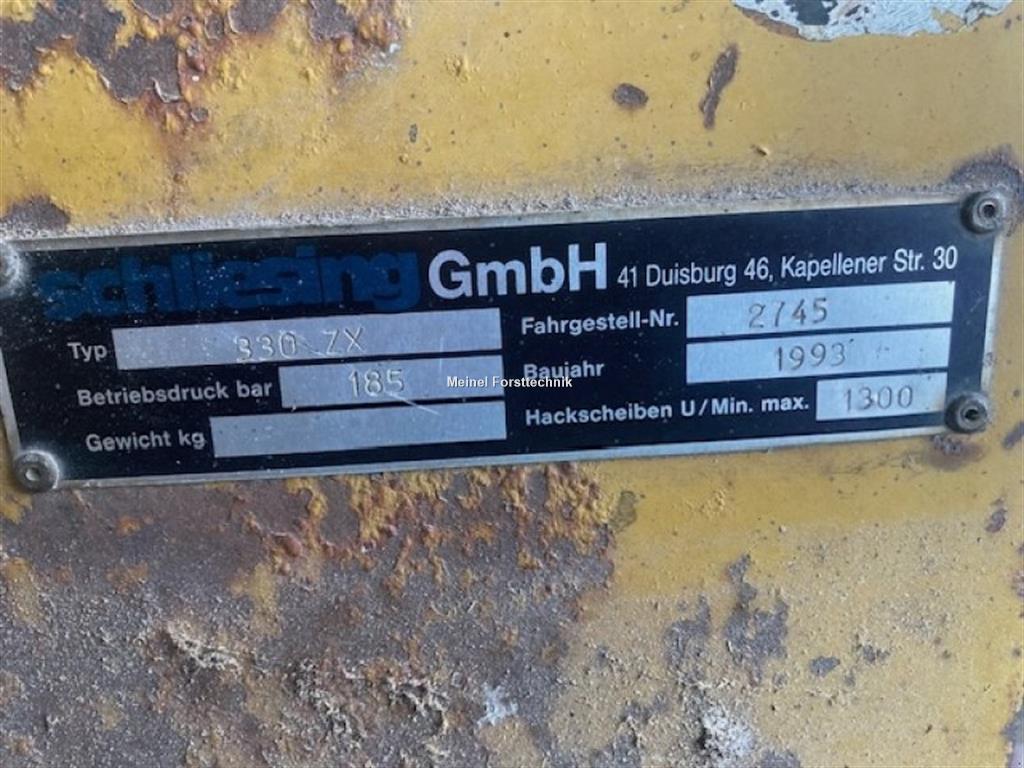 schliesing GmbH 41 Duisburg 46, Kapellener Str. 30
Typ 330 ZX
Betriebsdruck bar 185
Gewicht kg
Fahrgestell-Nr. 2745
Baujahr 1993
Hackscheiben U/Min. max. 1300
Meinel Forsttechnik